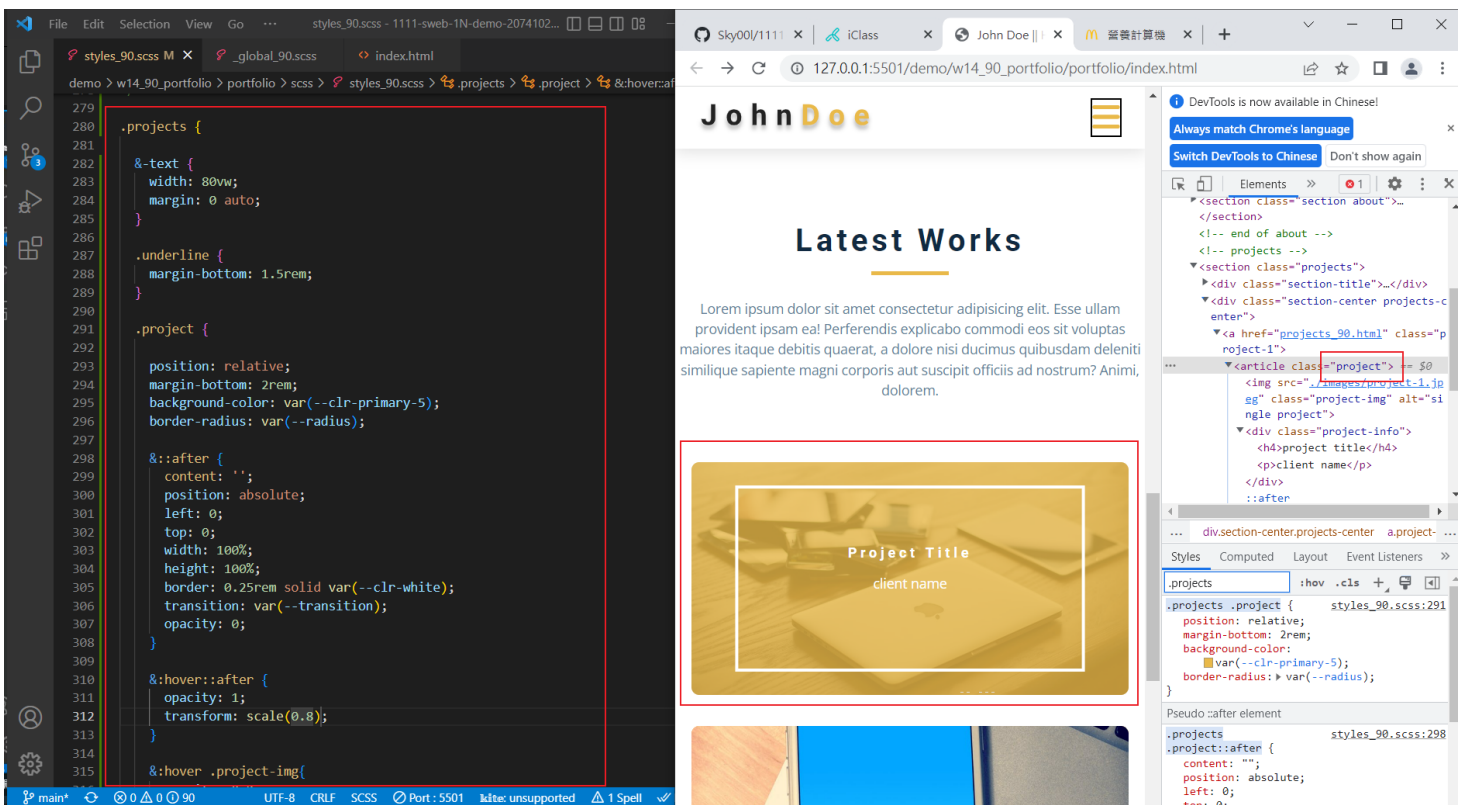 File Edit Selection View Go ··· styles_90.scss - 1111-sweb-1N-demo-2074102...
styles_90.scss M × _global_90.scss index.html
demo > w14_90_portfolio > portfolio > scss > styles_90.scss > .projects > .project > &:hover::af
279
280 .projects {
281
282 &-text {
283 width: 80vw;
284 margin: 0 auto;
285 }
286
287 .underline {
288 margin-bottom: 1.5rem;
289 }
290
291 .project {
292
293 position: relative;
294 margin-bottom: 2rem;
295 background-color: var(--clr-primary-5);
296 border-radius: var(--radius);
297
298 &::after {
299 content: '';
300 position: absolute;
301 left: 0;
302 top: 0;
303 width: 100%;
304 height: 100%;
305 border: 0.25rem solid var(--clr-white);
306 transition: var(--transition);
307 opacity: 0;
308 }
309
310 &:hover::after {
311 opacity: 1;
312 transform: scale(0.8);
313 }
314
315 &:hover .project-img{
3
main* 0 0 90 UTF-8 CRLF SCSS Port : 5501 kite: unsupported 1 Spell
Sky00l/1111 × iClass × John Doe || × 營養計算機 × +
127.0.0.1:5501/demo/w14_90_portfolio/portfolio/index.html
JohnDoe
Latest Works
Lorem ipsum dolor sit amet consectetur adipisicing elit. Esse ullam
provident ipsam ea! Perferendis explicabo commodi eos sit voluptas
maiores itaque debitis quaerat, a dolore nisi ducimus quibusdam deleniti
similique sapiente magni corporis aut suscipit officiis ad nostrum? Animi,
dolorem.
Project Title
client name
DevTools is now available in Chinese!
Always match Chrome's language
Switch DevTools to Chinese Don't show again
Elements » 1
<section class="section about">…
</section>
<!-- end of about -->
<!-- projects -->
<section class="projects">
<div class="section-title">…</div>
<div class="section-center projects-c
enter">
<a href="projects_90.html" class="p
roject-1">
··· <article class="project"> == $0
<img src="./images/project-1.jp
eg" class="project-img" alt="si
ngle project">
<div class="project-info">
<h4>project title</h4>
<p>client name</p>
</div>
::after
... div.section-center.projects-center a.project- ...
Styles Computed Layout Event Listeners »
.projects :hov .cls +
.projects .project { styles_90.scss:291
position: relative;
margin-bottom: 2rem;
background-color:
var(--clr-primary-5);
border-radius: var(--radius);
}
Pseudo ::after element
.projects styles_90.scss:298
.project::after {
content: "";
position: absolute;
left: 0;
top: 0;